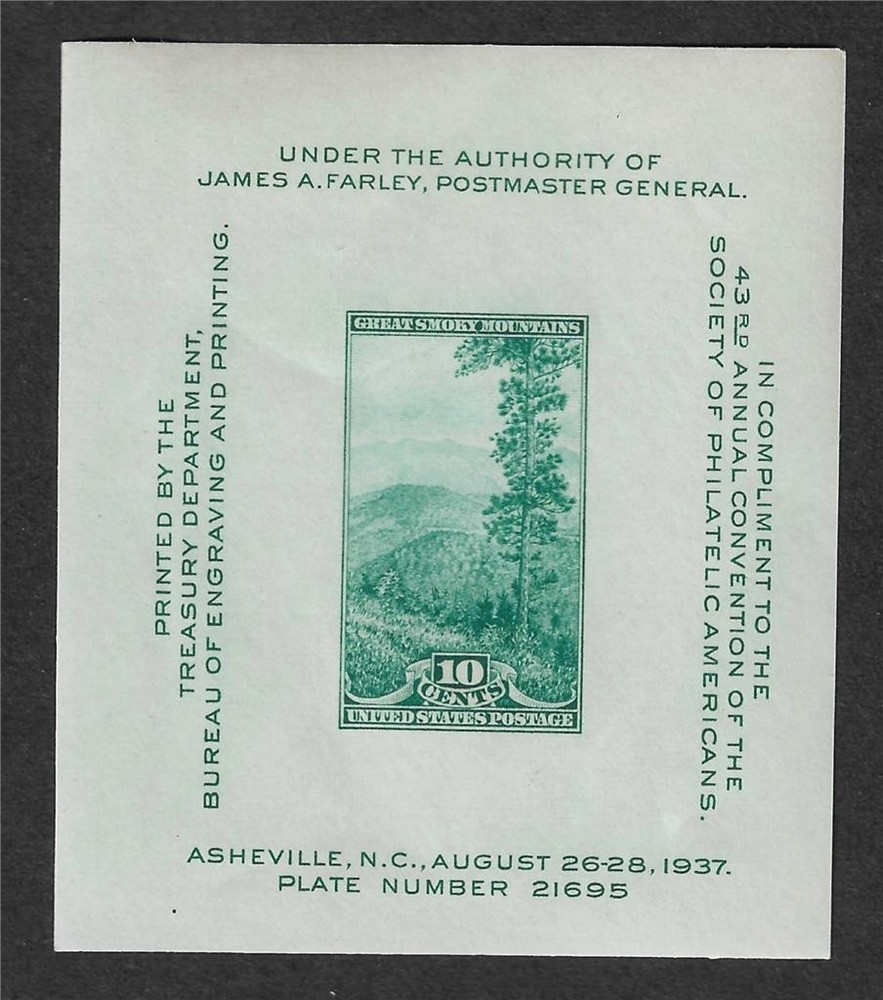 UNDER THE AUTHORITY OF
JAMES A. FARLEY, POSTMASTER GENERAL.
PRINTED BY THE
TREASURY DEPARTMENT,
BUREAU OF ENGRAVING AND PRINTING.
GREAT SMOKY MOUNTAINS
10
CENTS
UNITED STATES POSTAGE
IN COMPLIMENT TO THE
43RD ANNUAL CONVENTION OF THE
SOCIETY OF PHILATELIC AMERICANS.
ASHEVILLE, N.C., AUGUST 26-28, 1937.
PLATE NUMBER 21695